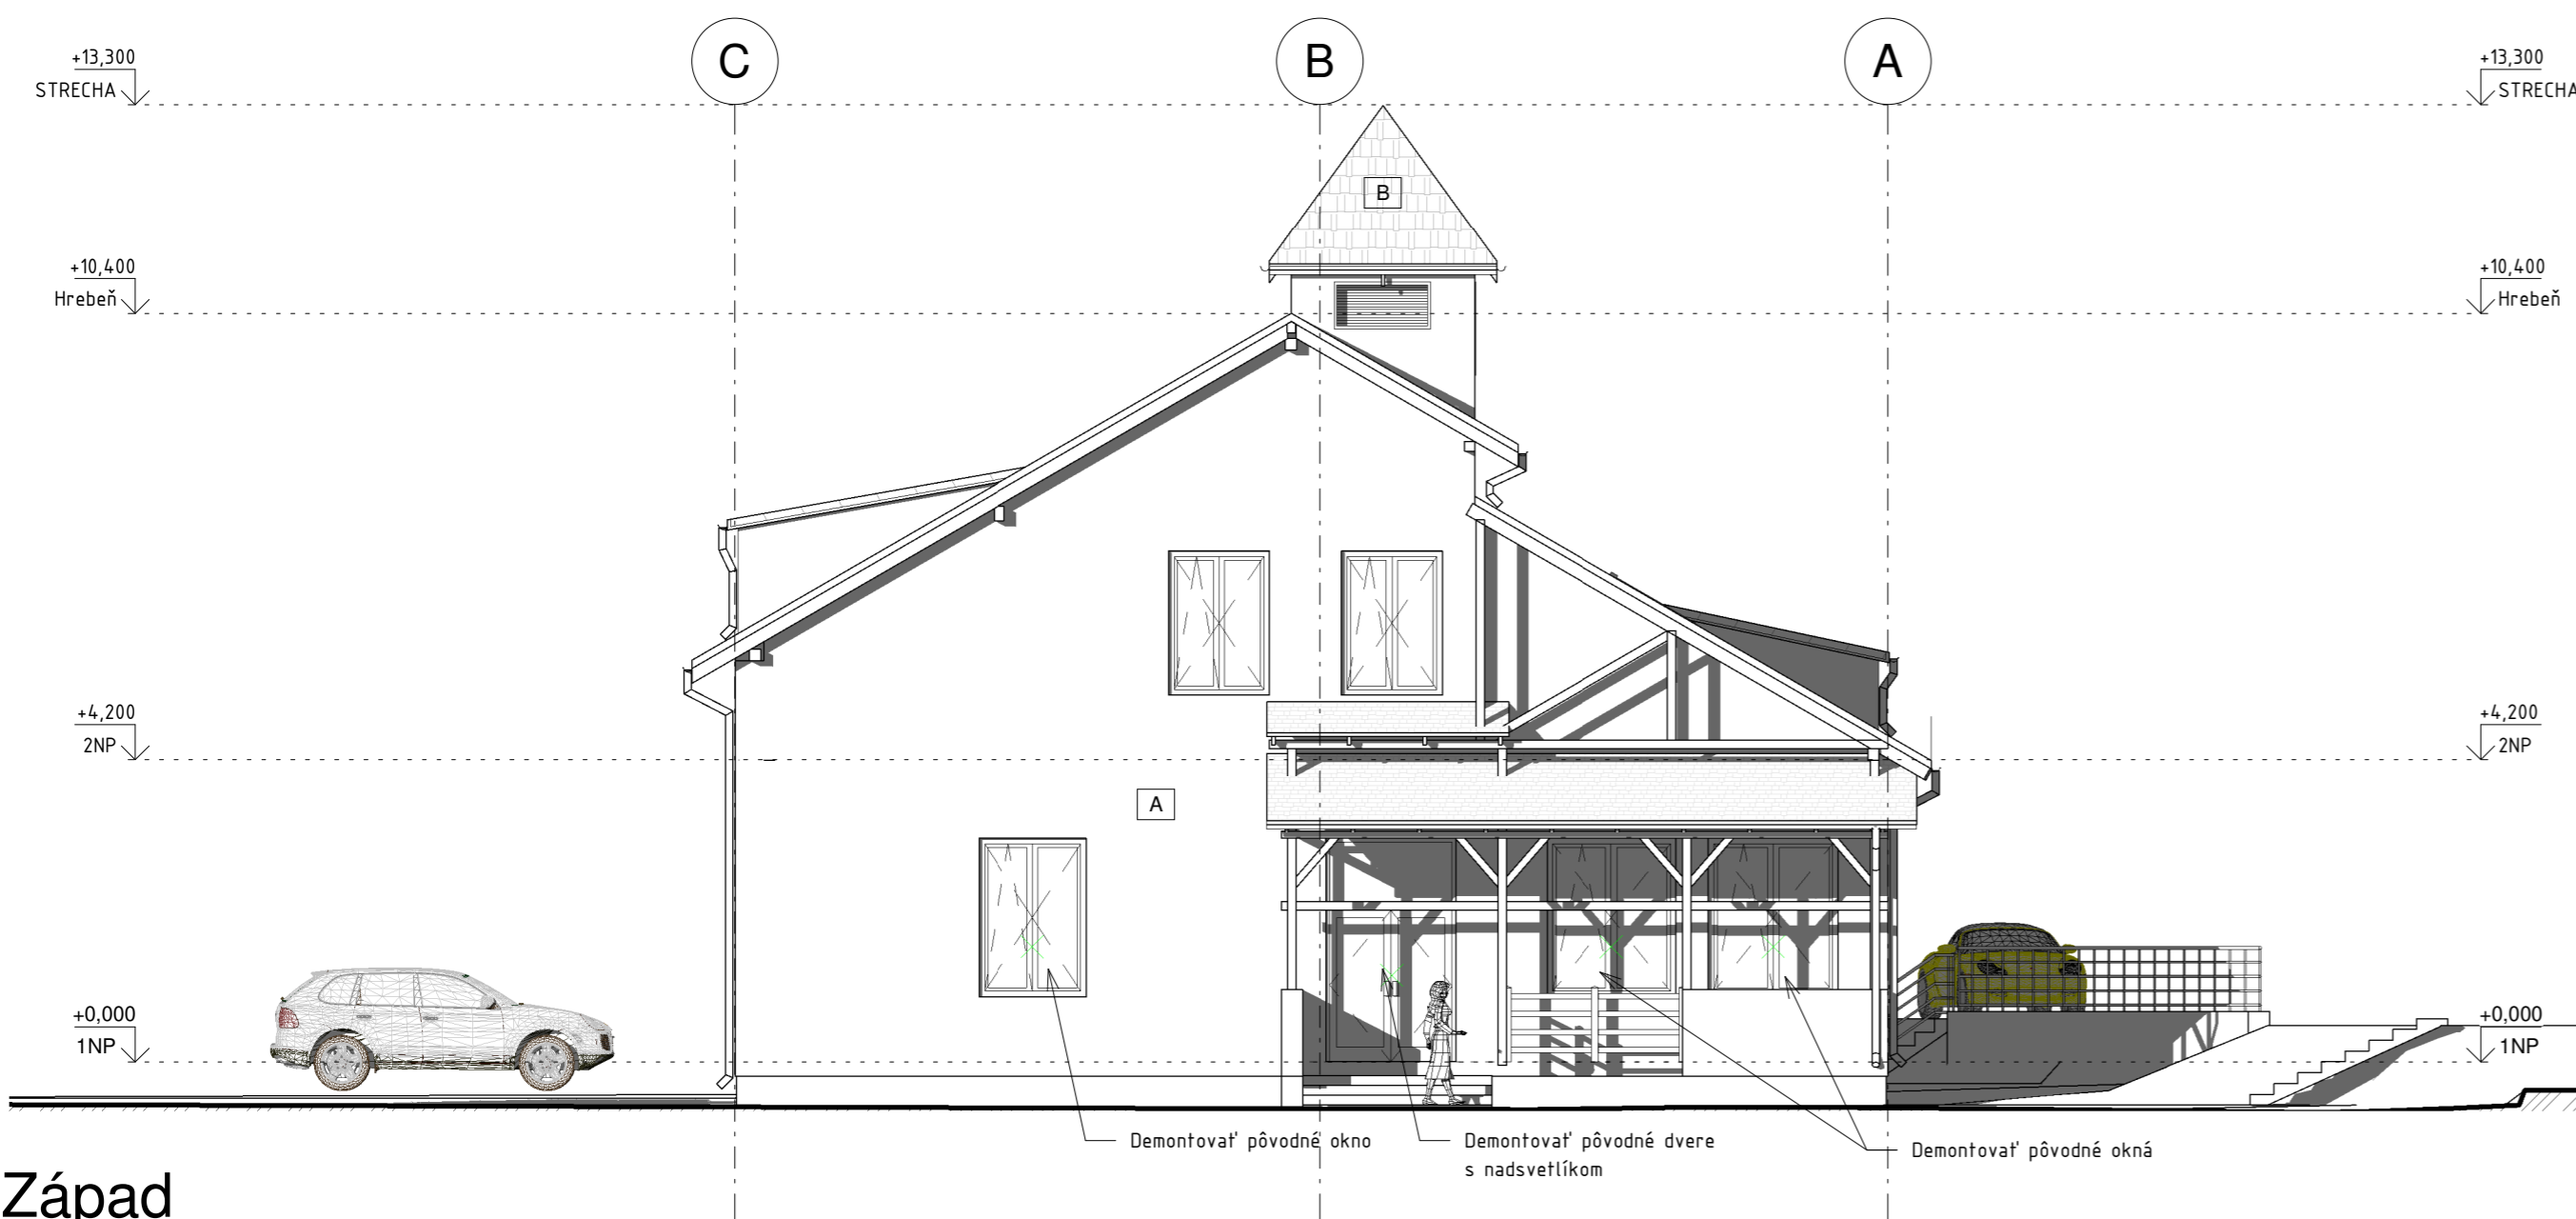 C
B
A
+13,300
STRECHA
+13,300
STRECHA
B
+10,400
Hrebeň
+10,400
Hrebeň
+4,200
2NP
+4,200
2NP
A
+0,000
1NP
+0,000
1NP
Demontovať pôvodné okno
Demontovať pôvodné dvere
s nadsvetlíkom
Demontovať pôvodné okná
Západ